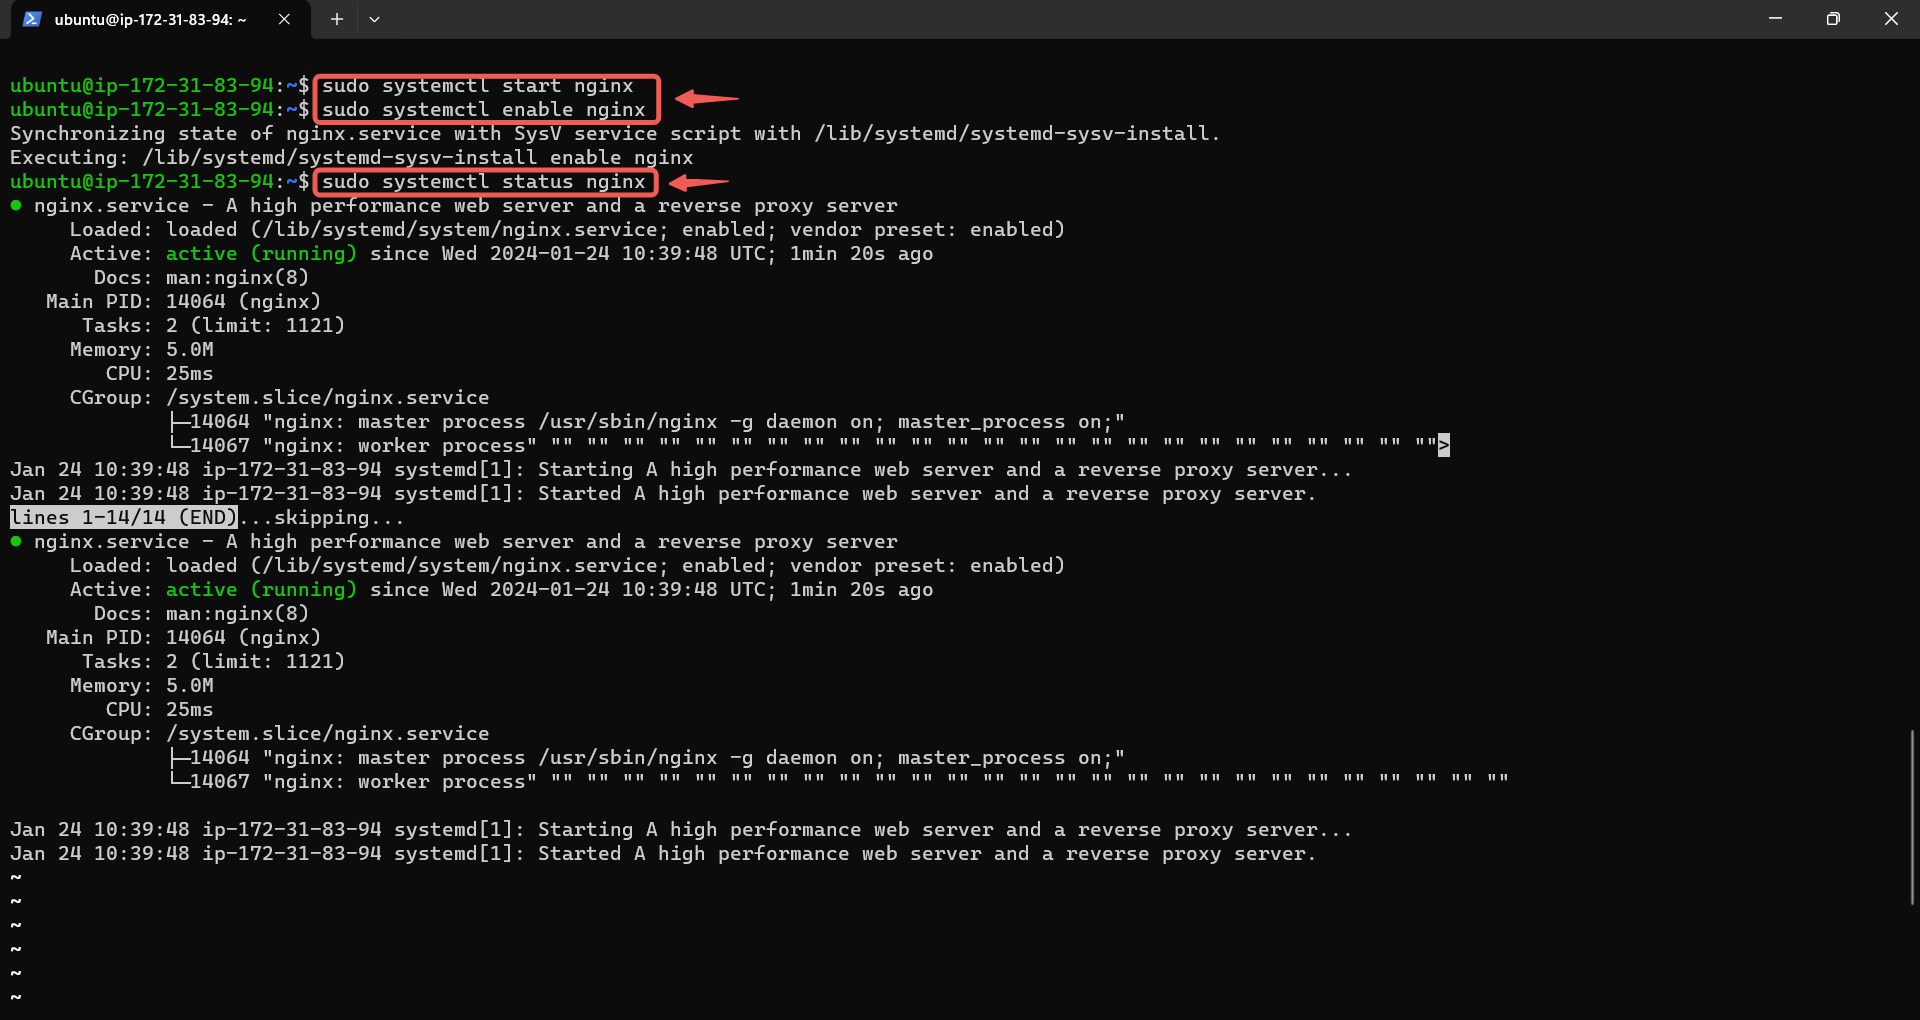 ubuntu@ip-172-31-83-94: ~
ubuntu@ip-172-31-83-94:~$ sudo systemctl start nginx
ubuntu@ip-172-31-83-94:~$ sudo systemctl enable nginx
Synchronizing state of nginx.service with SysV service script with /lib/systemd/systemd-sysv-install.
Executing: /lib/systemd/systemd-sysv-install enable nginx
ubuntu@ip-172-31-83-94:~$ sudo systemctl status nginx
● nginx.service - A high performance web server and a reverse proxy server
     Loaded: loaded (/lib/systemd/system/nginx.service; enabled; vendor preset: enabled)
     Active: active (running) since Wed 2024-01-24 10:39:48 UTC; 1min 20s ago
       Docs: man:nginx(8)
   Main PID: 14064 (nginx)
      Tasks: 2 (limit: 1121)
     Memory: 5.0M
        CPU: 25ms
     CGroup: /system.slice/nginx.service
             ├─14064 "nginx: master process /usr/sbin/nginx -g daemon on; master_process on;"
             └─14067 "nginx: worker process" "" "" "" "" "" "" "" "" "" "" "" "" "" "" "" "" "" "" "" "" "" "" "" "" "">
Jan 24 10:39:48 ip-172-31-83-94 systemd[1]: Starting A high performance web server and a reverse proxy server...
Jan 24 10:39:48 ip-172-31-83-94 systemd[1]: Started A high performance web server and a reverse proxy server.
lines 1-14/14 (END)...skipping...
● nginx.service - A high performance web server and a reverse proxy server
     Loaded: loaded (/lib/systemd/system/nginx.service; enabled; vendor preset: enabled)
     Active: active (running) since Wed 2024-01-24 10:39:48 UTC; 1min 20s ago
       Docs: man:nginx(8)
   Main PID: 14064 (nginx)
      Tasks: 2 (limit: 1121)
     Memory: 5.0M
        CPU: 25ms
     CGroup: /system.slice/nginx.service
             ├─14064 "nginx: master process /usr/sbin/nginx -g daemon on; master_process on;"
             └─14067 "nginx: worker process" "" "" "" "" "" "" "" "" "" "" "" "" "" "" "" "" "" "" "" "" "" "" "" "" "" "" ""
Jan 24 10:39:48 ip-172-31-83-94 systemd[1]: Starting A high performance web server and a reverse proxy server...
Jan 24 10:39:48 ip-172-31-83-94 systemd[1]: Started A high performance web server and a reverse proxy server.
~
~
~
~
~
~